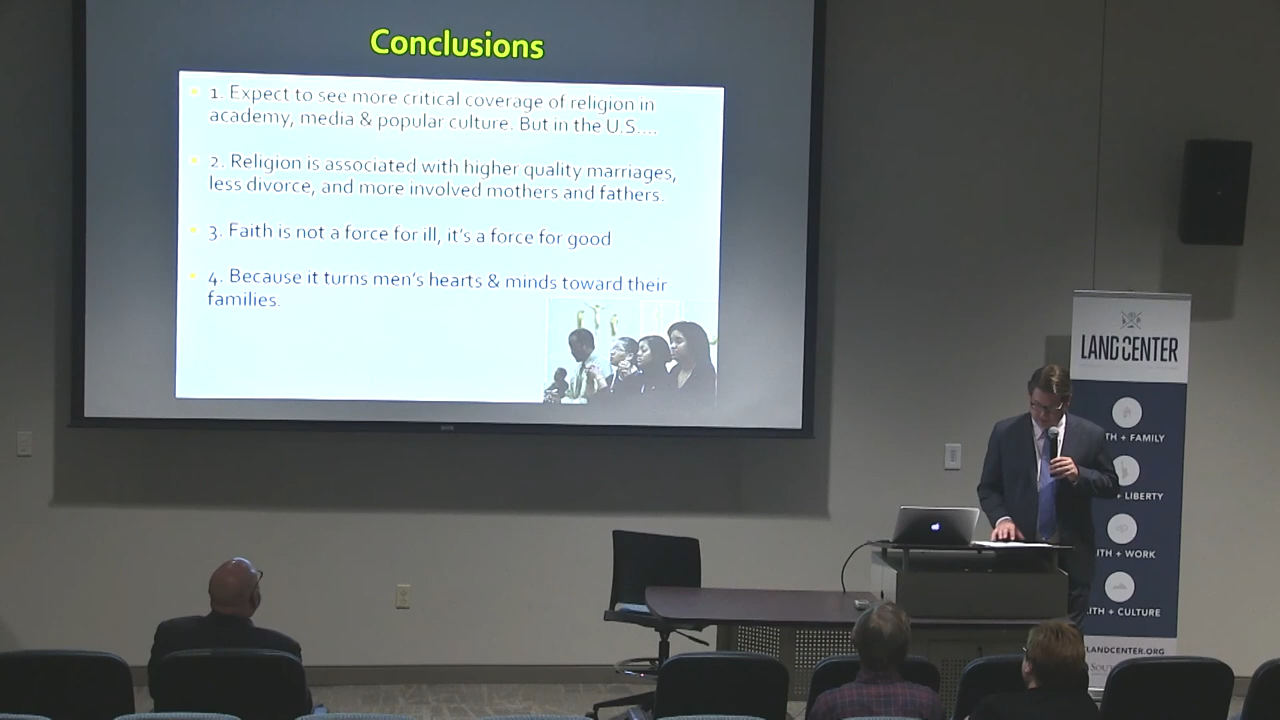 Conclusions
1. Expect to see more critical coverage of religion in
academy, media & popular culture. But in the U.S....
2. Religion is associated with higher quality marriages,
less divorce, and more involved mothers and fathers.
3. Faith is not a force for ill, it's a force for good
4. Because it turns men's hearts & minds toward their
families.
LAND CENTER
TH + FAMILY
+ LIBERTY
ITH + WORK
ITH + CULTURE
LANDCENTER.ORG